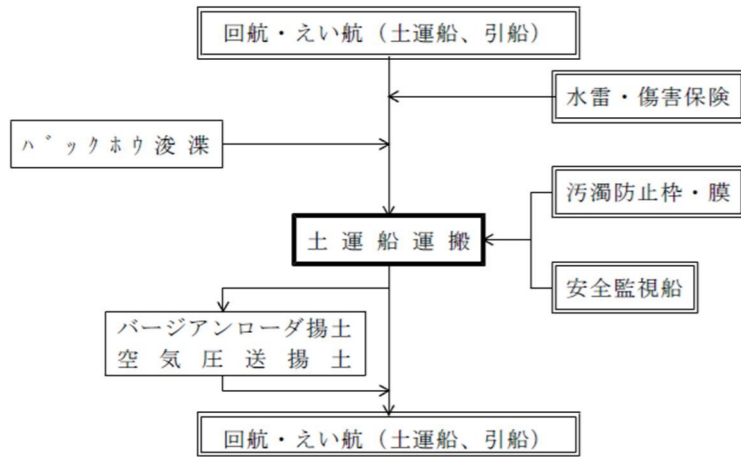 回航・えい航（土運船、引船）
水雷・傷害保険
ﾊﾞｯｸﾎｳ浚渫
汚濁防止枠・膜
土運船運搬
安全監視船
バージアンローダ揚土
空気圧送揚土
回航・えい航（土運船、引船）